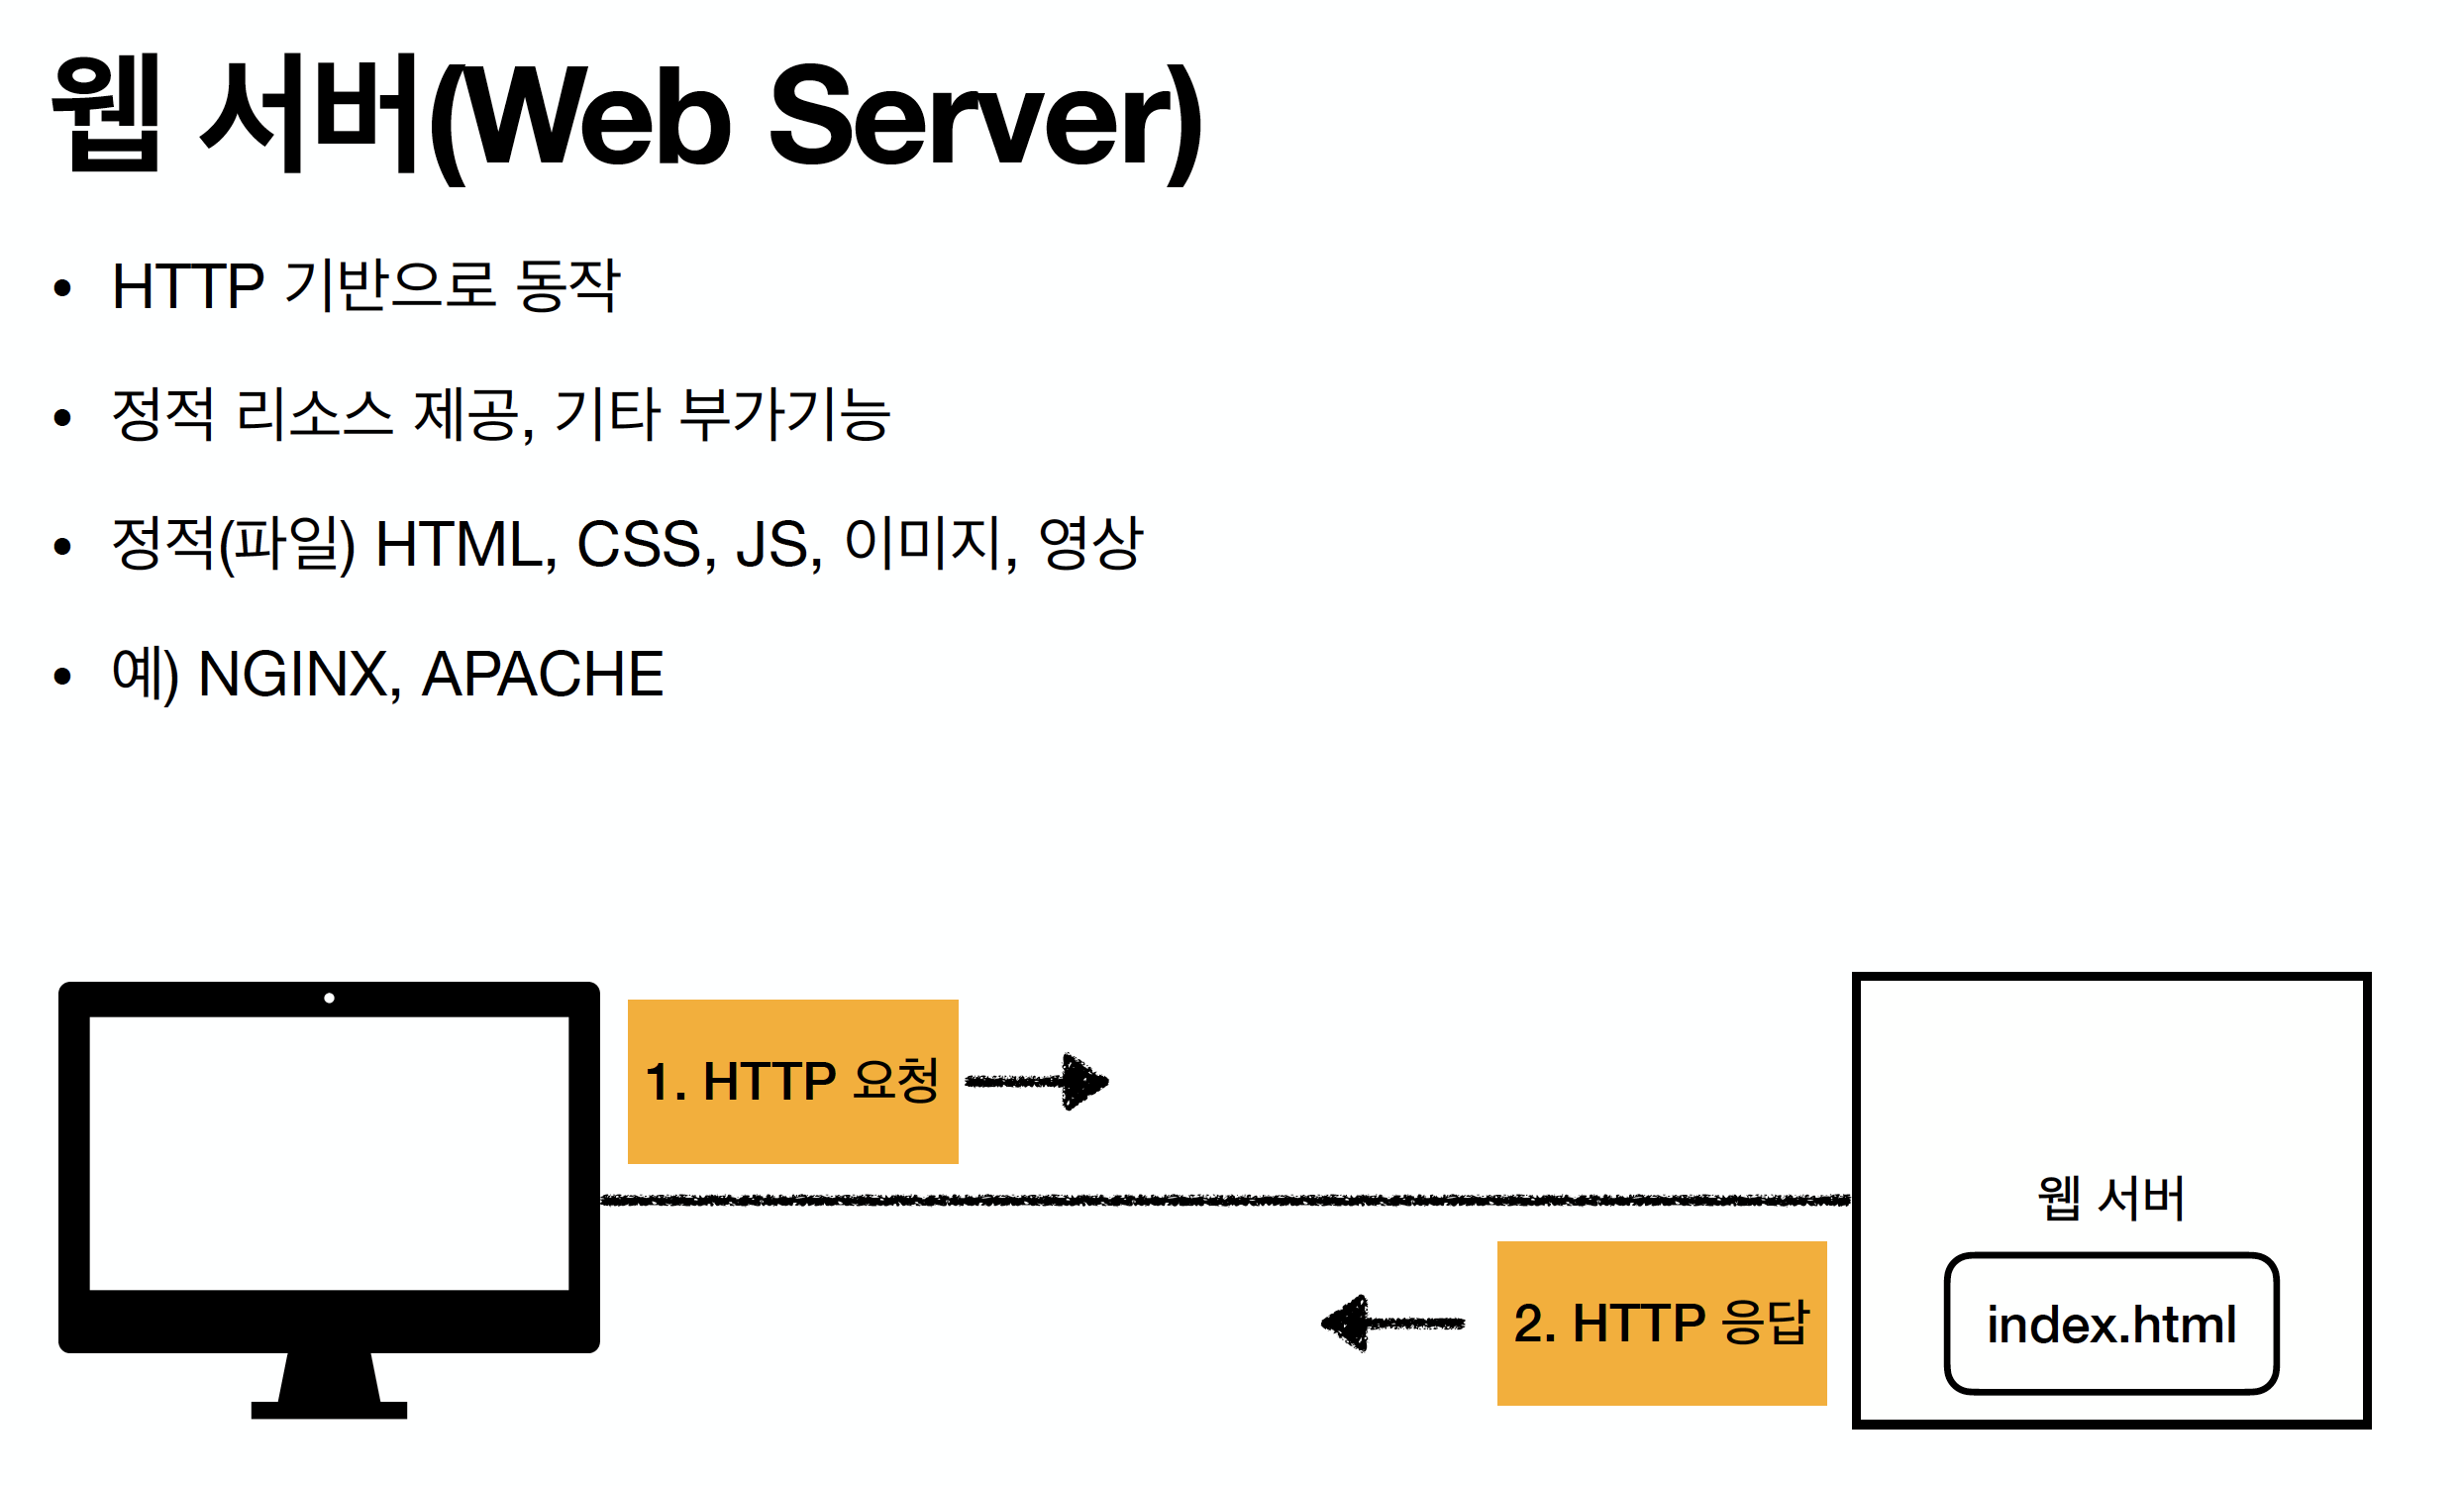 웹 서버(Web Server)
• HTTP 기반으로 동작
• 정적 리소스 제공, 기타 부가기능
• 정적(파일) HTML, CSS, JS, 이미지, 영상
• 예) NGINX, APACHE
1. HTTP 요청
웹 서버
2. HTTP 응답
index.html